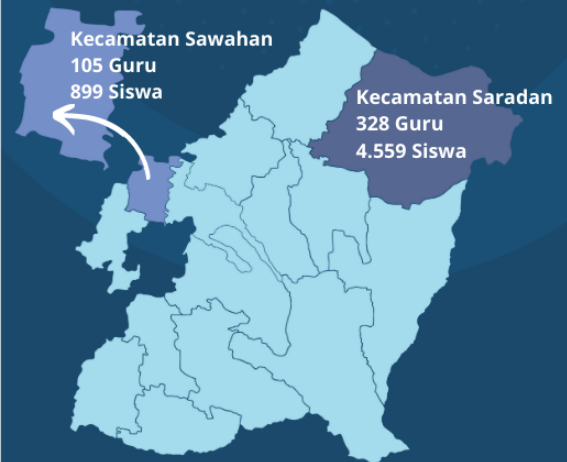 Kecamatan Sawahan
105 Guru
899 Siswa
Kecamatan Saradan
328 Guru
4.559 Siswa